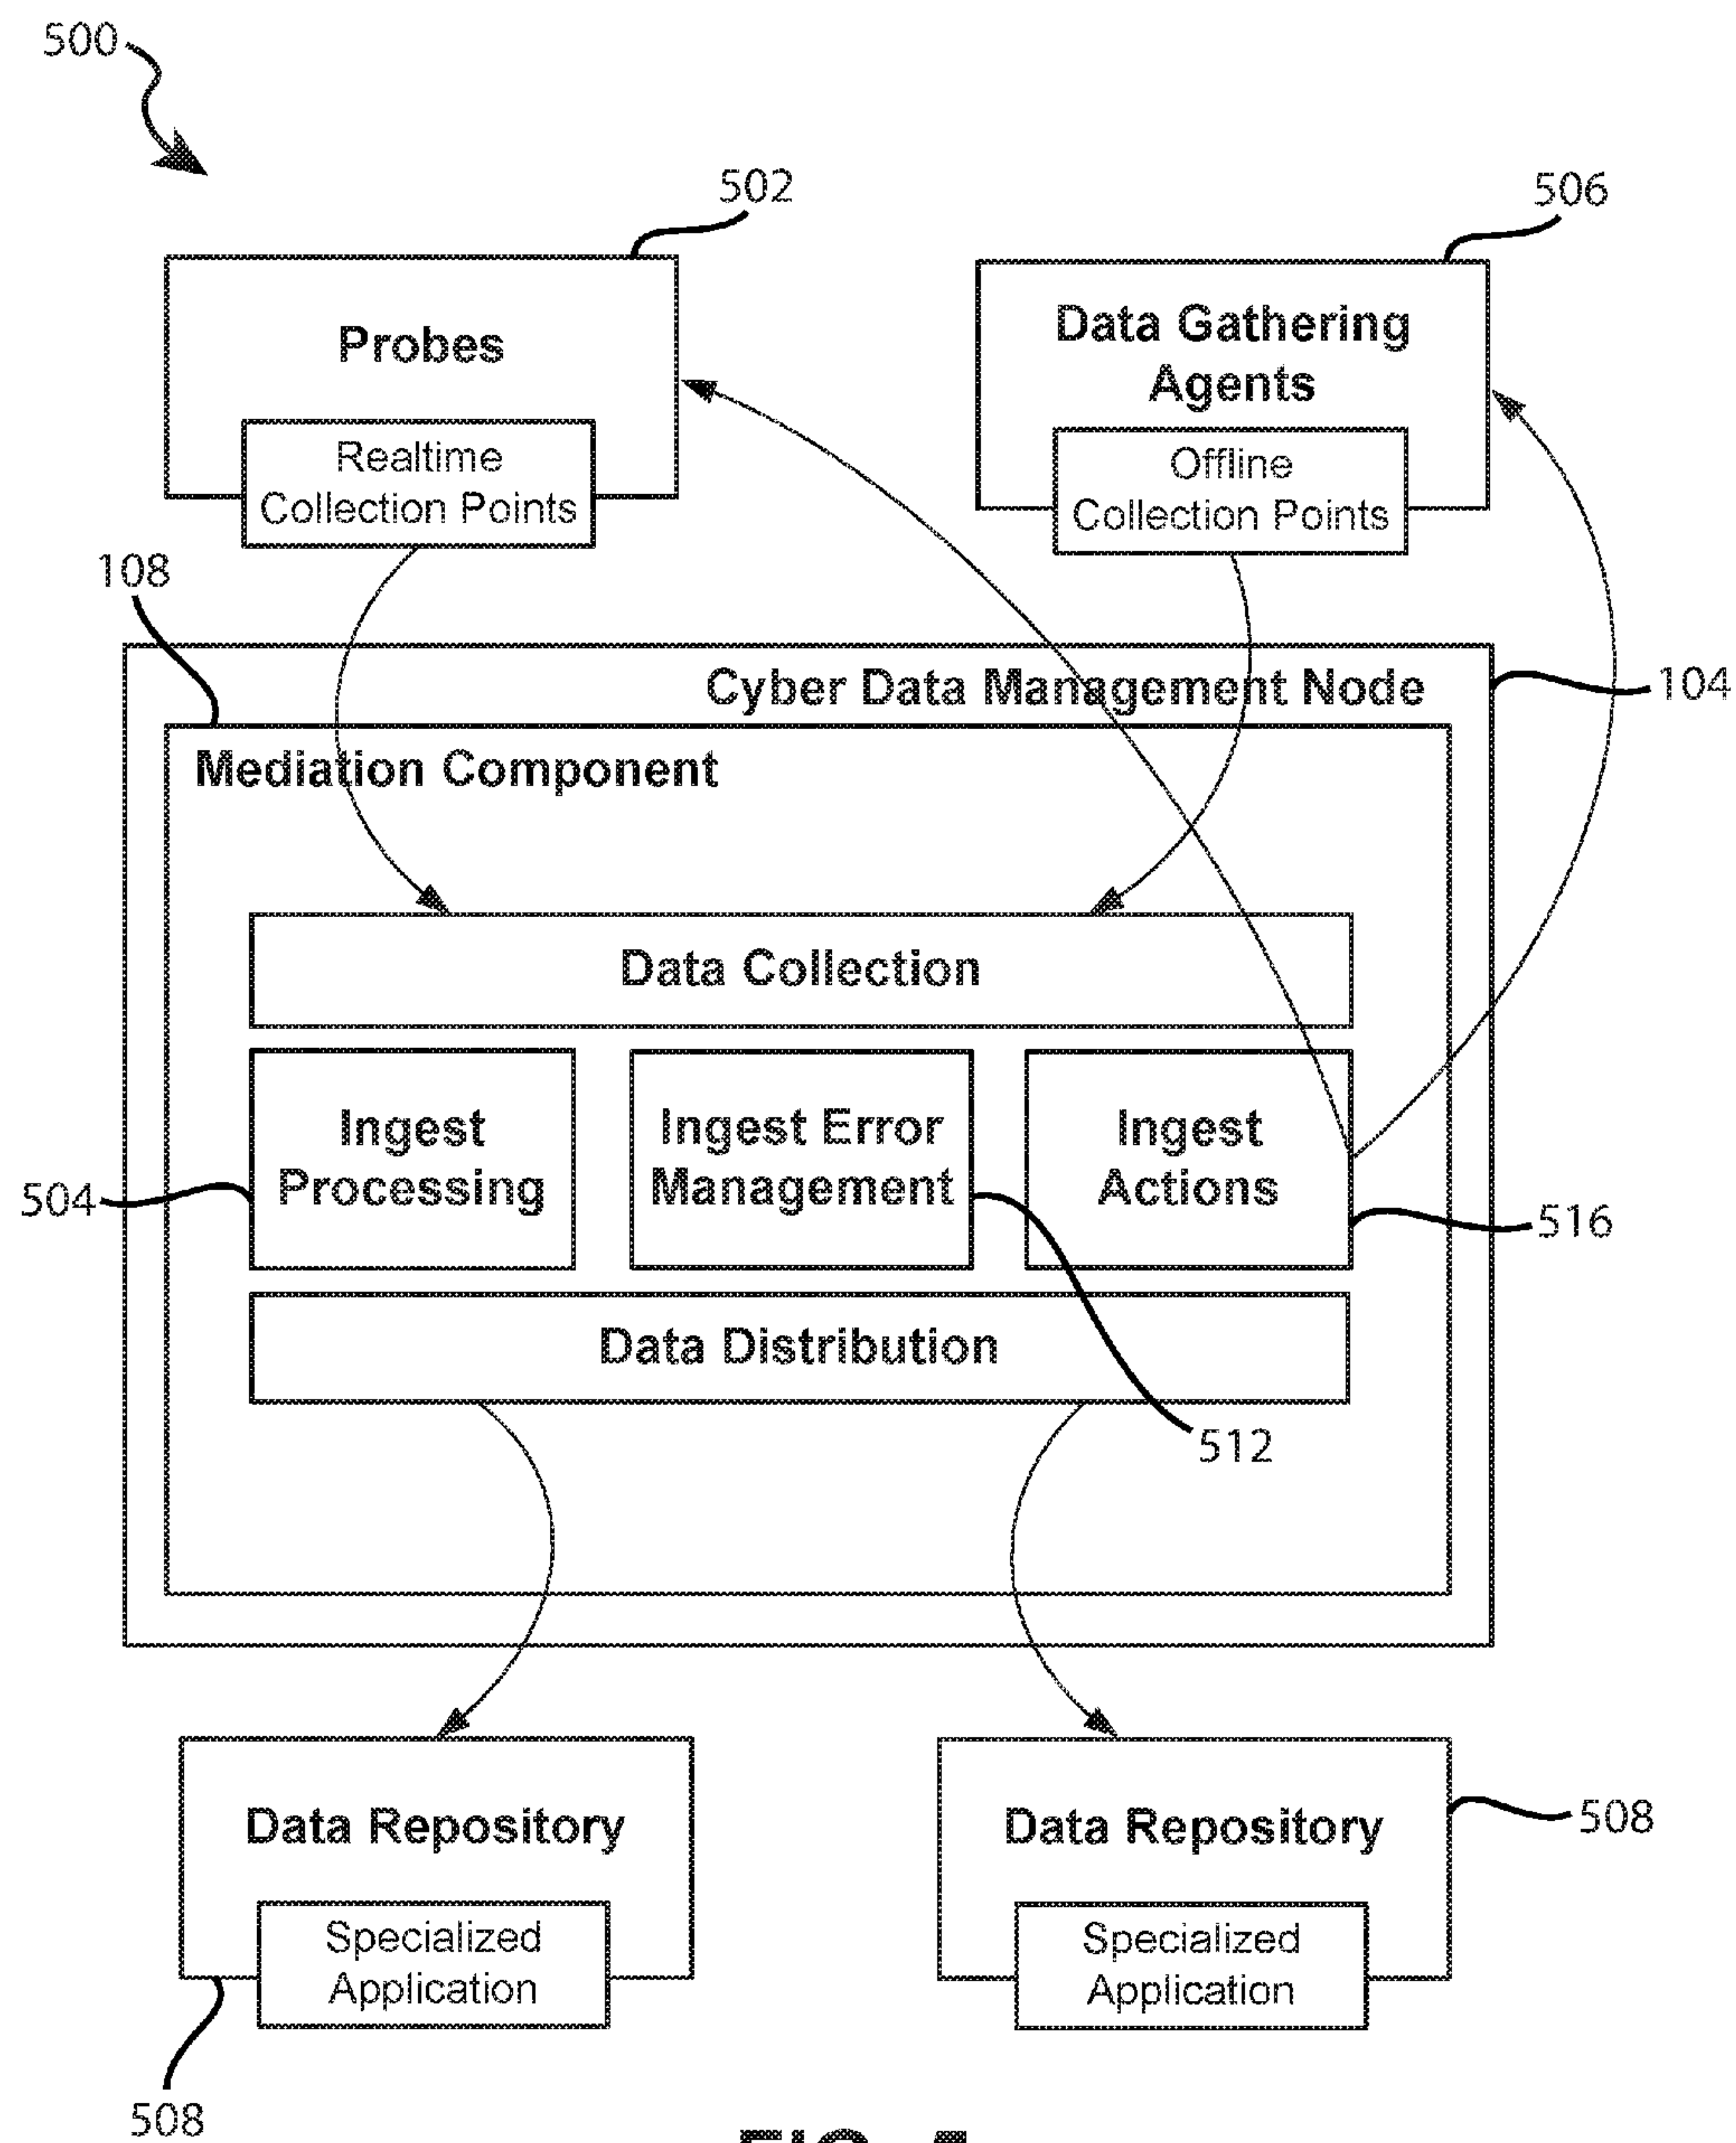 500
502
506
Probes
Data Gathering
Agents
Realtime
Collection Points
Offline
Collection Points
108
Cyber Data Management Node
104
Mediation Component
Data Collection
Ingest
Processing
Ingest Error
Management
Ingest
Actions
504
516
Data Distribution
512
Data Repository
Data Repository
508
Specialized
Application
Specialized
Application
508